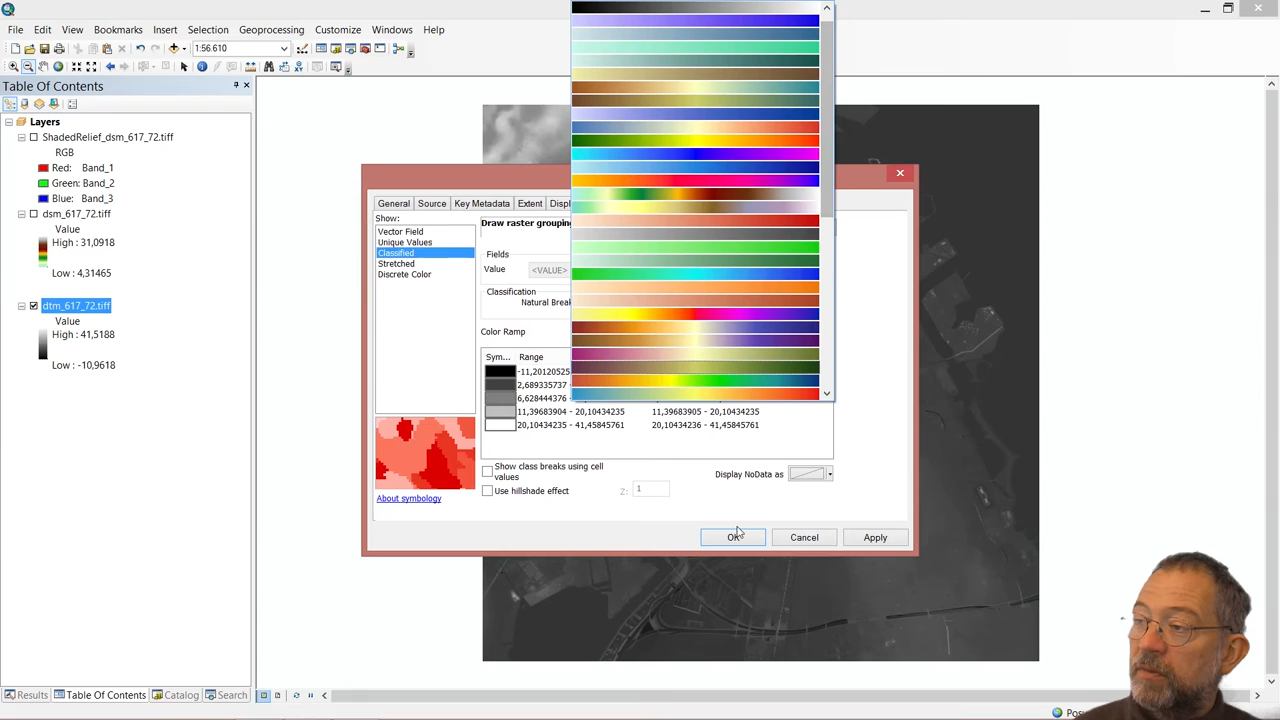 File Edit View Bookmarks Insert Selection Geoprocessing Customize Windows Help
1:56.610
Table Of Contents
Layers
ShadedRelief_dsm_617_72.tiff
RGB
Red: Band_1
Green: Band_2
Blue: Band_3
dsm_617_72.tiff
Value
High : 31,0918
Low : 4,31465
dtm_617_72.tiff
Value
High : 41,5188
Low : -10,9618
General Source Key Metadata Extent Displ
Show:
Vector Field
Unique Values
Classified
Stretched
Discrete Color
About symbology
Draw raster grouping
Fields
Value <VALUE>
Classification
Natural Break
Color Ramp
Sym... Range
-11,20120525
2,689335737
6,628444376
11,39683904 - 20,10434235 11,39683905 - 20,10434235
20,10434235 - 41,45845761 20,10434236 - 41,45845761
Show class breaks using cell
values
Display NoData as
Use hillshade effect Z: 1
OK Cancel Apply
Results Table Of Contents Catalog Search